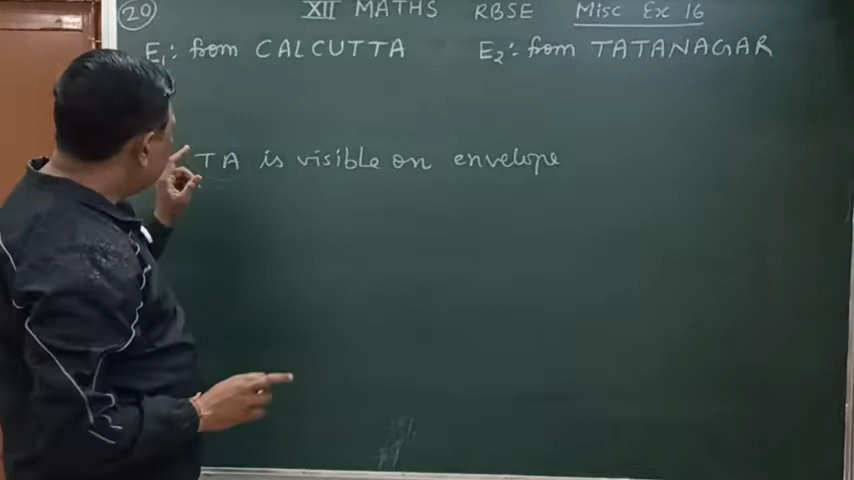 20 XII MATHS RBSE Misc Ex 16
E₁: from CALCUTTA E₂: from TATANAGAR
TA is visible on envelope